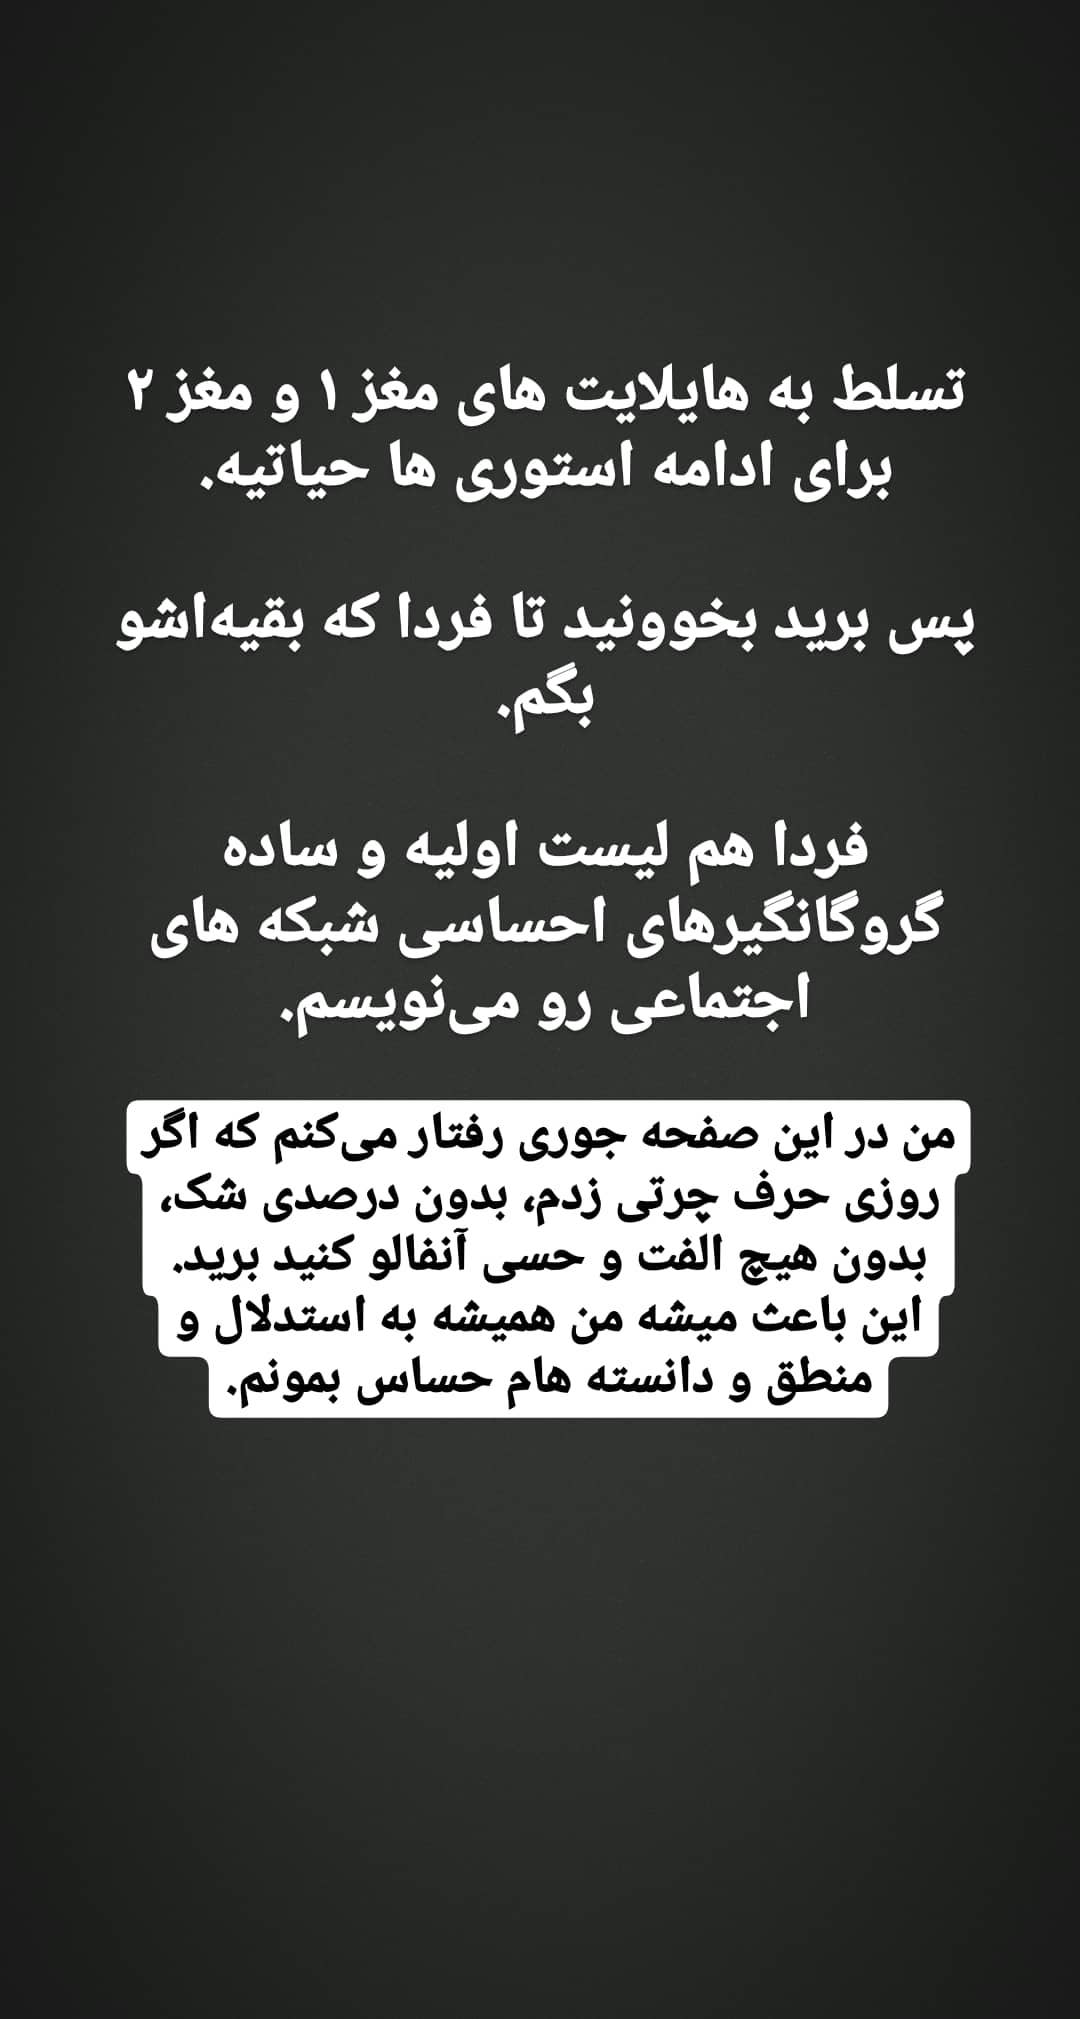 تسلط به هایلایت های مغز ۱ و مغز ۲
برای ادامه استوری ها حیاتیه.
پس برید بخوونید تا فردا که بقیه‌اشو
بگم.
فردا هم لیست اولیه و ساده
گروگانگیرهای احساسی شبکه های
اجتماعی رو می‌نویسم.
من در این صفحه جوری رفتار می‌کنم که اگر
روزی حرف چرتی زدم، بدون درصدی شک،
بدون هیچ الفت و حسی آنفالو کنید برید.
این باعث میشه من همیشه به استدلال و
منطق و دانسته هام حساس بمونم.